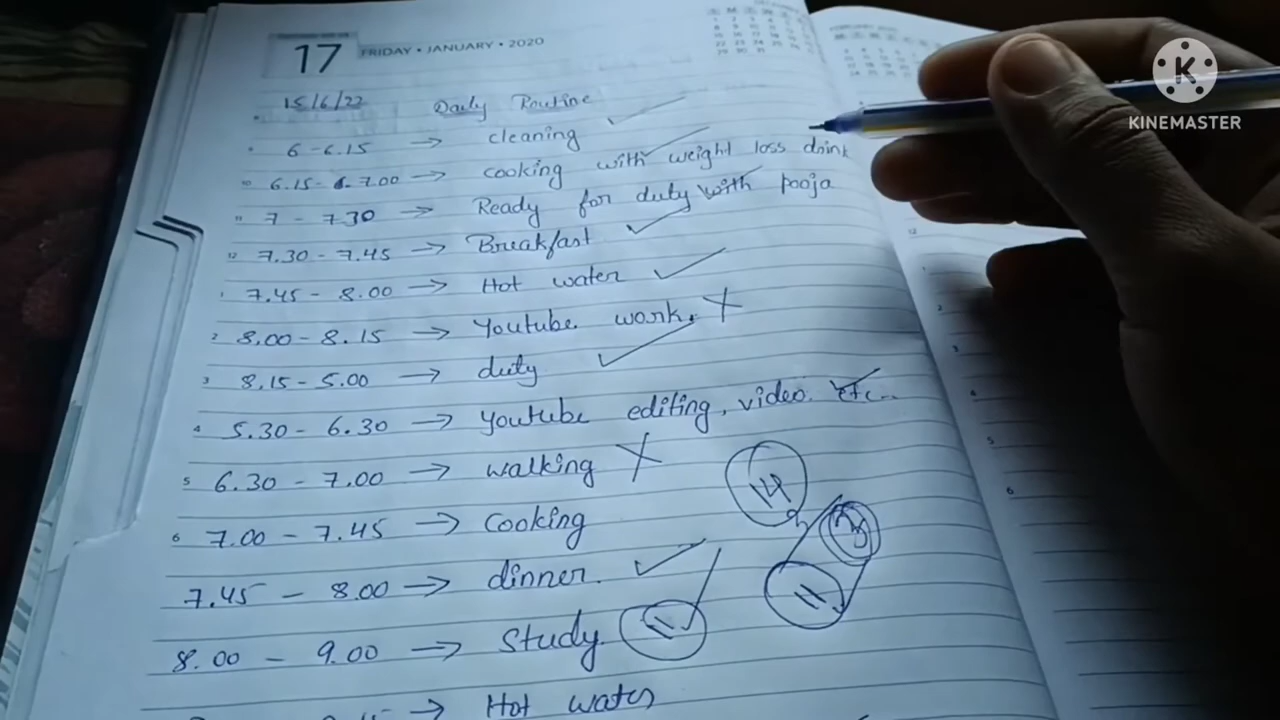 17 FRIDAY • JANUARY • 2020
15/6/22 Daily Routine
6 - 6.15 → cleaning
6.15 - 7.00 → cooking with weight loss drink
7 - 7.30 → Ready for duty with pooja
7.30 - 7.45 → Breakfast
7.45 - 8.00 → Hot water
8.00 - 8.15 → Youtube work.
8.15 - 5.00 → duty
5.30 - 6.30 → youtube editing, video etc..
6.30 - 7.00 → walking
7.00 - 7.45 → Cooking
7.45 - 8.00 → dinner.
8.00 - 9.00 → Study.
→ Hot water
14
11
K
KINEMASTER